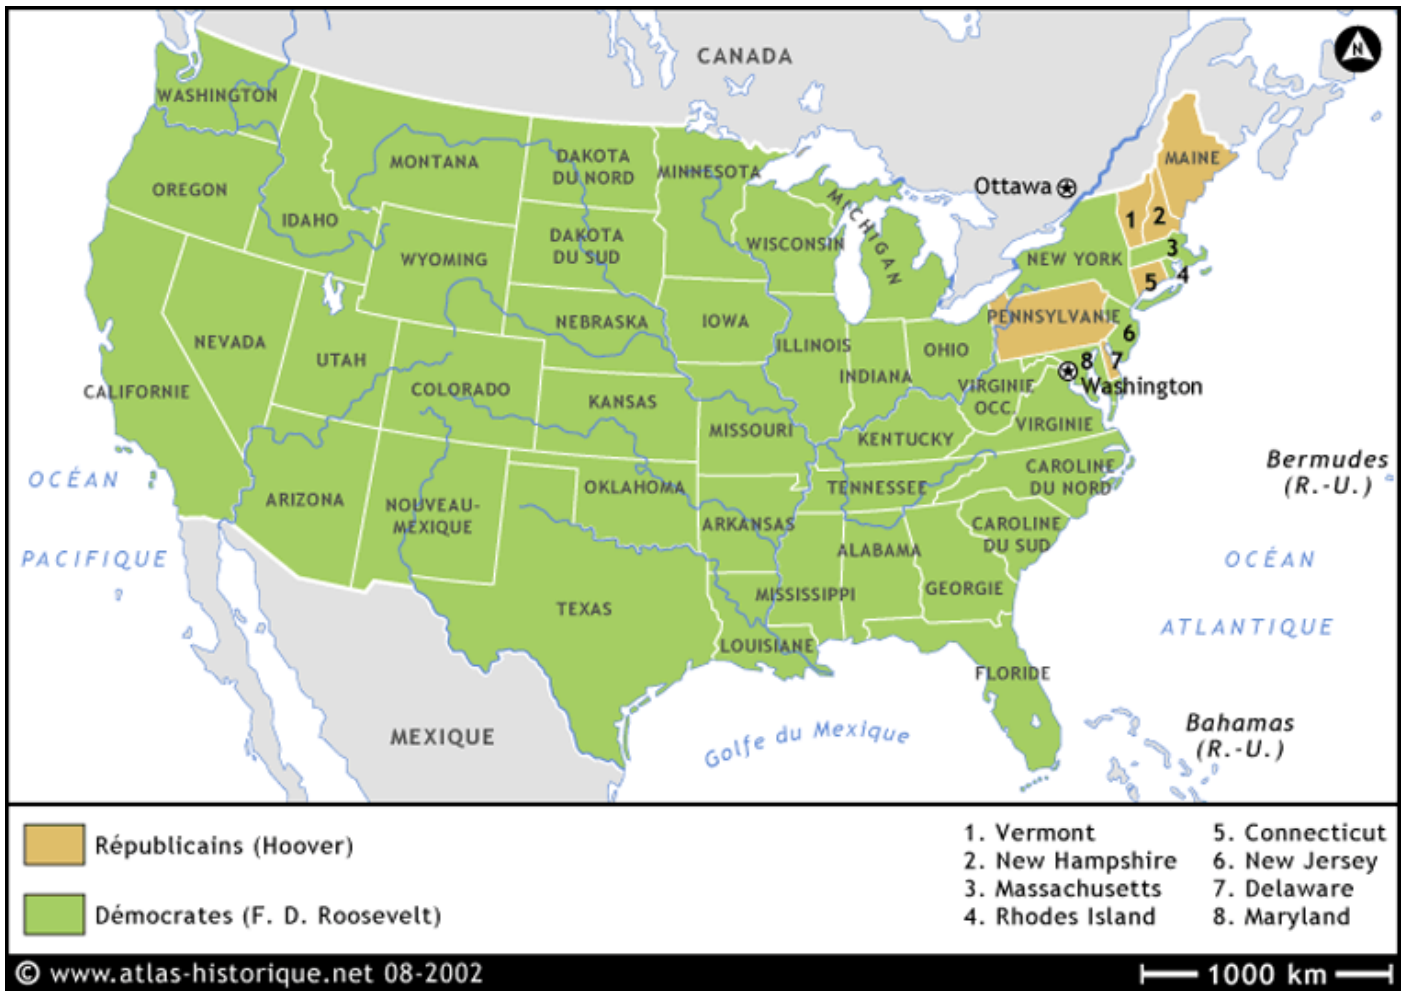 N
CANADA
WASHINGTON
MAINE
MONTANA
DAKOTA
DU NORD
MINNESOTA
OREGON
Ottawa
MICHIGAN
IDAHO
1
2
DAKOTA
DU SUD
WISCONSIN
3
WYOMING
NEW YORK
4
5
PENNSYLVANIE
NEBRASKA
IOWA
6
NEVADA
ILLINOIS
OHIO
UTAH
8
7
INDIANA
CALIFORNIE
COLORADO
VIRGINIE
OCC.
Washington
KANSAS
VIRGINIE
MISSOURI
KENTUCKY
Bermudes
(R.-U.)
OCÉAN
PACIFIQUE
CAROLINE
DU NORD
OKLAHOMA
TENNESSEE
ARIZONA
NOUVEAU-
MEXIQUE
ARKANSAS
CAROLINE
DU SUD
ALABAMA
OCÉAN
ATLANTIQUE
GEORGIE
MISSISSIPPI
TEXAS
LOUISIANE
FLORIDE
Bahamas
(R.-U.)
MEXIQUE
Golfe du Mexique
Républicains (Hoover)
Démocrates (F. D. Roosevelt)
1. Vermont
2. New Hampshire
3. Massachusetts
4. Rhodes Island
5. Connecticut
6. New Jersey
7. Delaware
8. Maryland
© www.atlas-historique.net 08-2002
1000 km